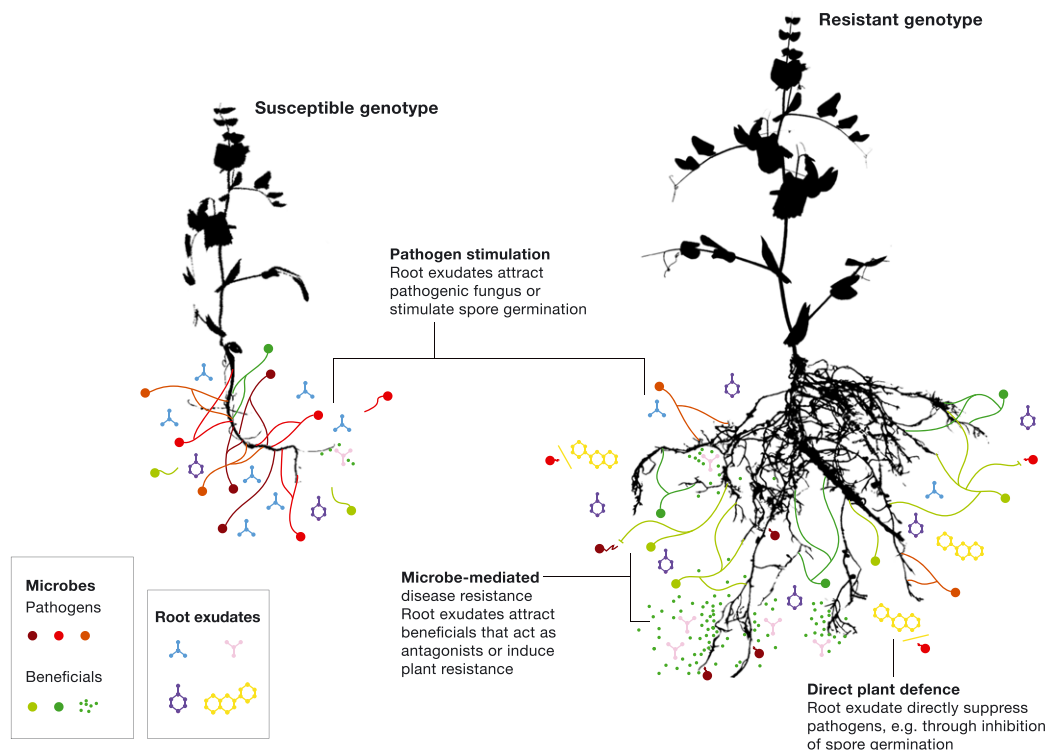 Resistant genotype
Susceptible genotype
Pathogen stimulation
Root exudates attract
pathogenic fungus or
stimulate spore germination
Microbes
Pathogens
Beneficials
Root exudates
Microbe-mediated
disease resistance
Root exudates attract
beneficials that act as
antagonists or induce
plant resistance
Direct plant defence
Root exudate directly suppress
pathogens, e.g. through inhibition
of spore germination